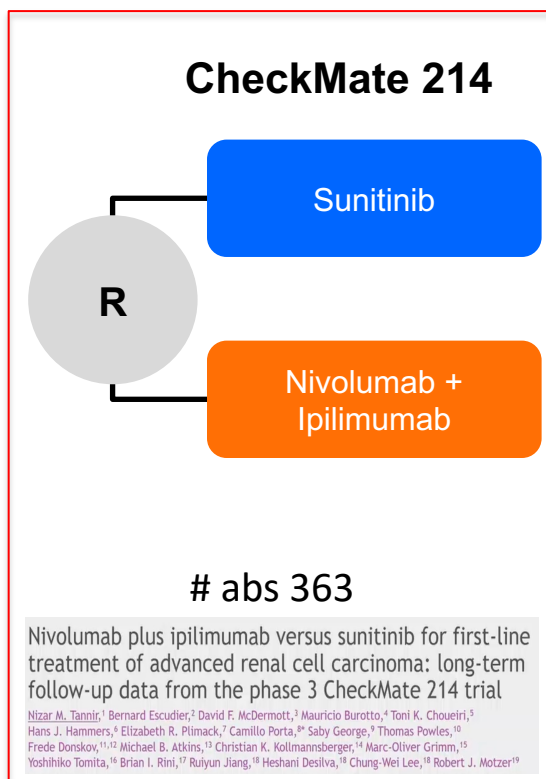 CheckMate 214
Sunitinib
R
Nivolumab +
Ipilimumab
# abs 363
Nivolumab plus ipilimumab versus sunitinib for first-line
treatment of advanced renal cell carcinoma: long-term
follow-up data from the phase 3 CheckMate 214 trial
Nizar M. Tannir,1 Bernard Escudier,2 David F. McDermott,3 Mauricio Burotto,4 Toni K. Choueiri,5
Hans J. Hammers,6 Elizabeth R. Plimack,7 Camillo Porta,8* Saby George,9 Thomas Powles,10
Frede Donskov,11,12 Michael B. Atkins,13 Christian K. Kollmannsberger,14 Marc-Oliver Grimm,15
Yoshihiko Tomita,16 Brian I. Rini,17 Ruiyun Jiang,18 Heshani Desilva,18 Chung-Wei Lee,18 Robert J. Motzer19